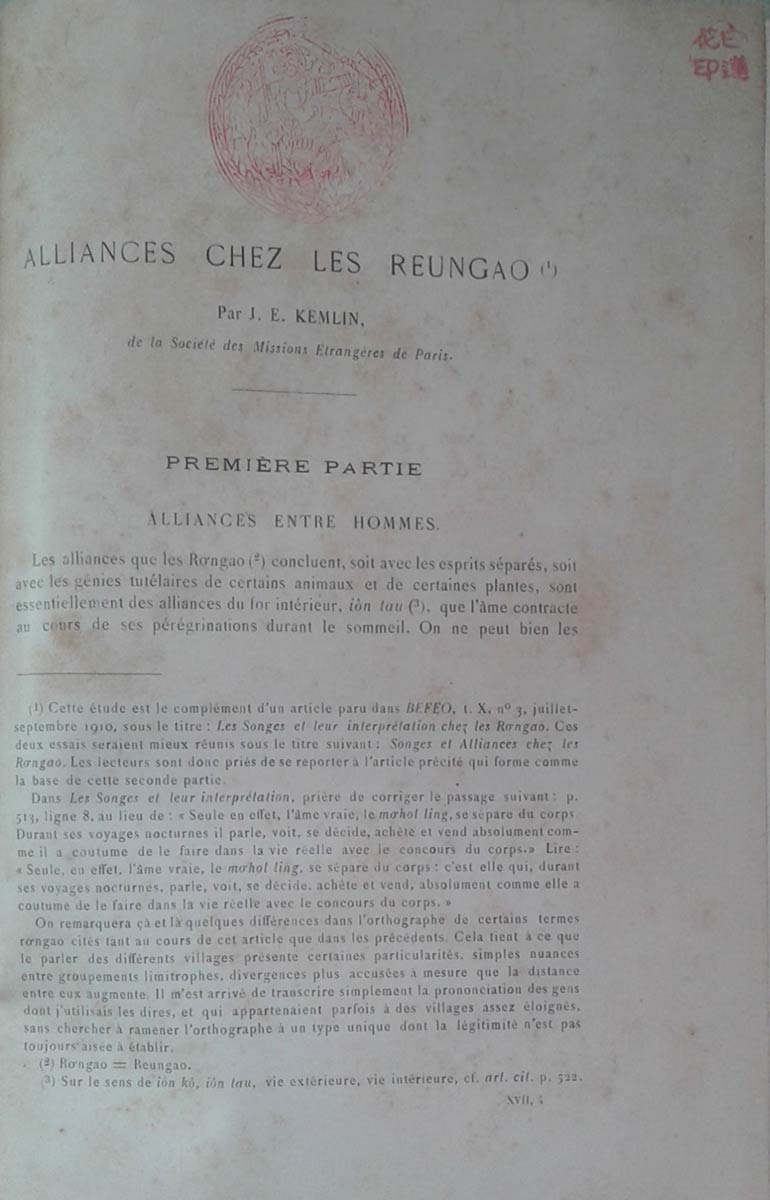 ALLIANCES CHEZ LES REUNGAO (1)
Par J. E. KEMLIN,
de la Société des Missions Etrangères de Paris.
PREMIÈRE PARTIE
ALLIANCES ENTRE HOMMES.
Les alliances que les Rơngao (2) concluent, soit avec les esprits séparés, soit
avec les génies tutélaires de certains animaux et de certaines plantes, sont
essentiellement des alliances du for intérieur, iôn tau (3), que l'âme contracte
au cours de ses pérégrinations durant le sommeil. On ne peut bien les
(1) Cette étude est le complément d'un article paru dans BEFEO, t. X, nº 3, juillet-
septembre 1910, sous le titre : Les Songes et leur interprétation chez les Rơngao. Ces
deux essais seraient mieux réunis sous le titre suivant : Songes et Alliances chez les
Rơngao. Les lecteurs sont donc priés de se reporter à l'article précité qui forme comme
la base de cette seconde partie.
Dans Les Songes et leur interprétation, prière de corriger le passage suivant : p.
513, ligne 8, au lieu de : « Seule en effet, l'âme vraie, le mơhol ling, se sépare du corps
Durant ses voyages nocturnes il parle, voit, se décide, achète et vend absolument com-
me il a coutume de le faire dans la vie réelle avec le concours du corps.» Lire :
« Seule, en effet, l'âme vraie, le mơhol ling, se sépare du corps : c'est elle qui, durant
ses voyages nocturnes, parle, voit, se décide, achète et vend, absolument comme elle a
coutume de le faire dans la vie réelle avec le concours du corps. »
On remarquera çà et là quelques différences dans l'orthographe de certains termes
rơngao cités tant au cours de cet article que dans les précédents. Cela tient à ce que
le parler des différents villages présente certaines particularités, simples nuances
entre groupements limitrophes, divergences plus accusées à mesure que la distance
entre eux augmente. Il m'est arrivé de transcrire simplement la prononciation des gens
dont j'utilisais les dires, et qui appartenaient parfois à des villages assez éloignés,
sans chercher à ramener l'orthographe à un type unique dont la légitimité n'est pas
toujours aisée à établir.
(2) Rơngao = Reungao.
(3) Sur le sens de iôn kô, iôn tau, vie extérieure, vie intérieure, cf. art. cit. p. 522.
XVII, 4